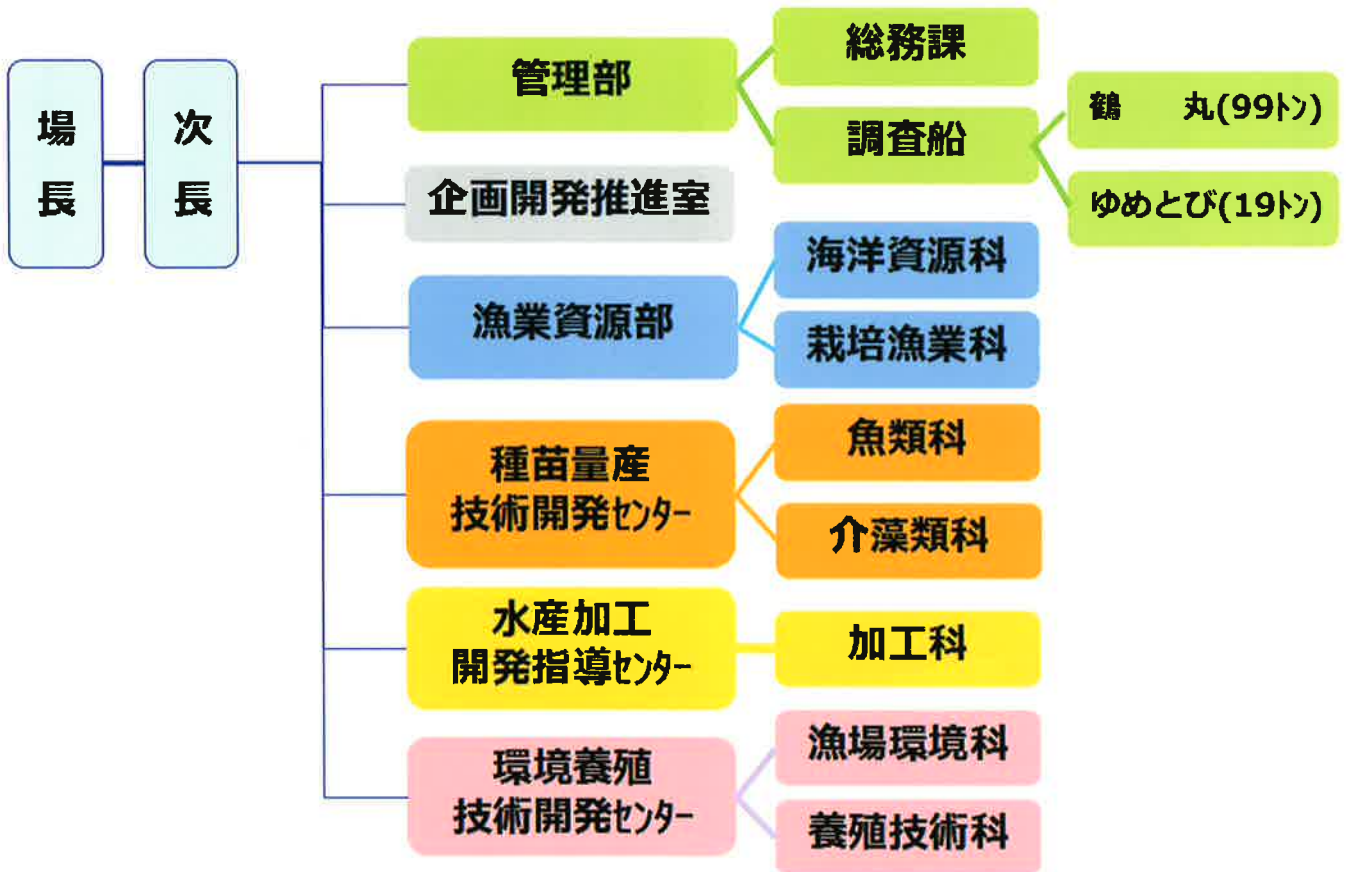 場長
次長
管理部
総務課
調査船
鶴　丸(99トン)
ゆめとび(19トン)
企画開発推進室
漁業資源部
海洋資源科
栽培漁業科
種苗量産
技術開発センター
魚類科
介藻類科
水産加工
開発指導センター
加工科
環境養殖
技術開発センター
漁場環境科
養殖技術科